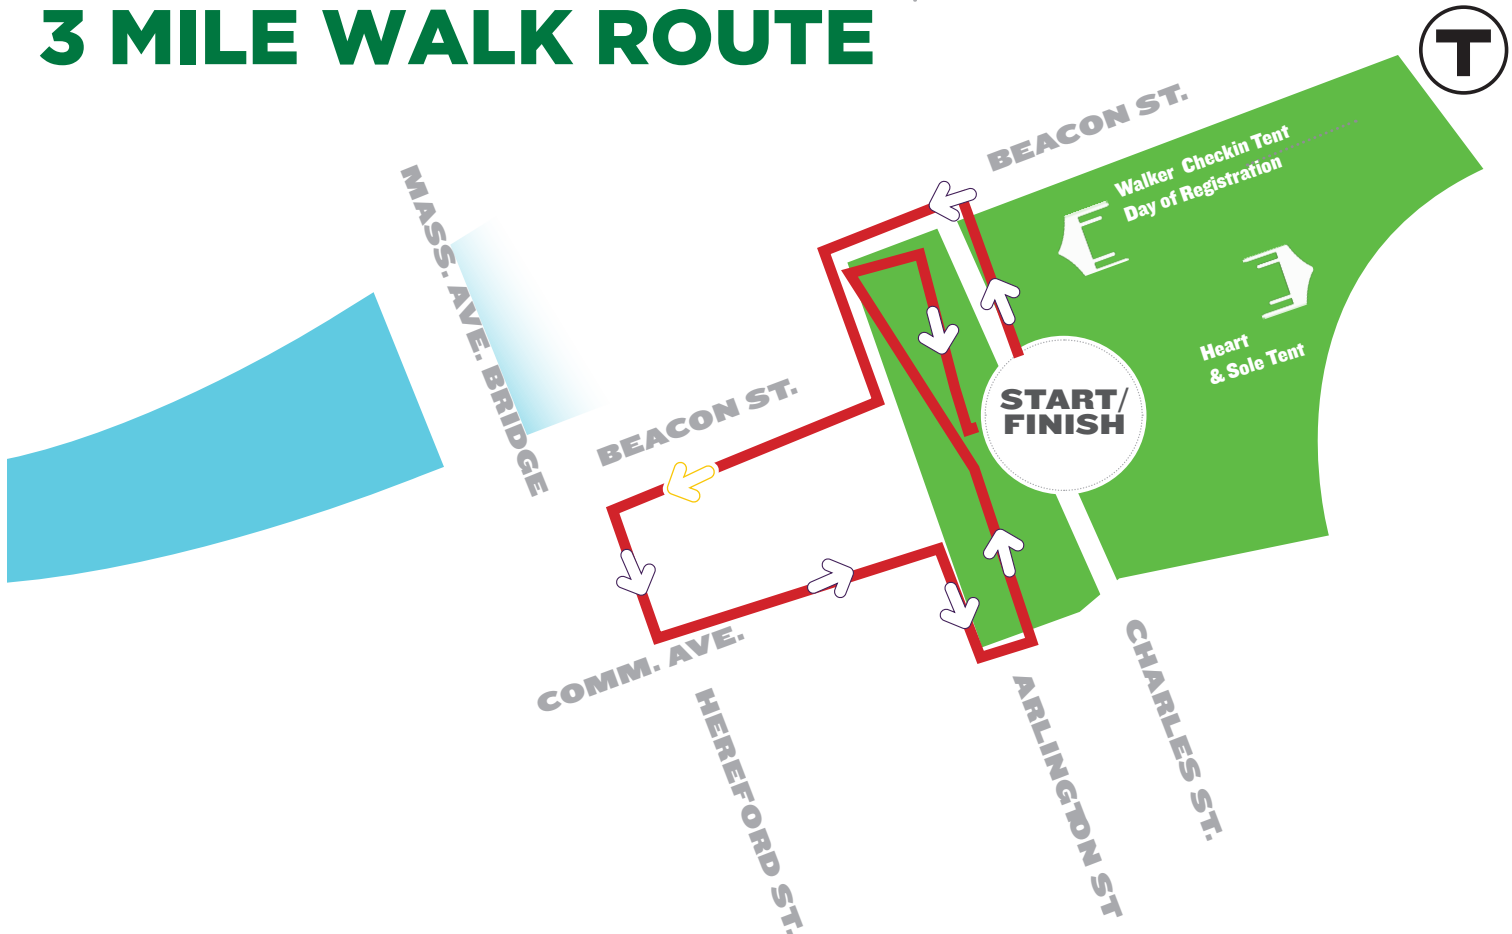 3 MILE WALK ROUTE
T
BEACON ST.
Walker Checkin Tent
Day of Registration
MASS. AVE. BRIDGE
Heart
& Sole Tent
START/
FINISH
BEACON ST.
COMM. AVE.
HEREFORD ST.
ARLINGTON ST
CHARLES ST.